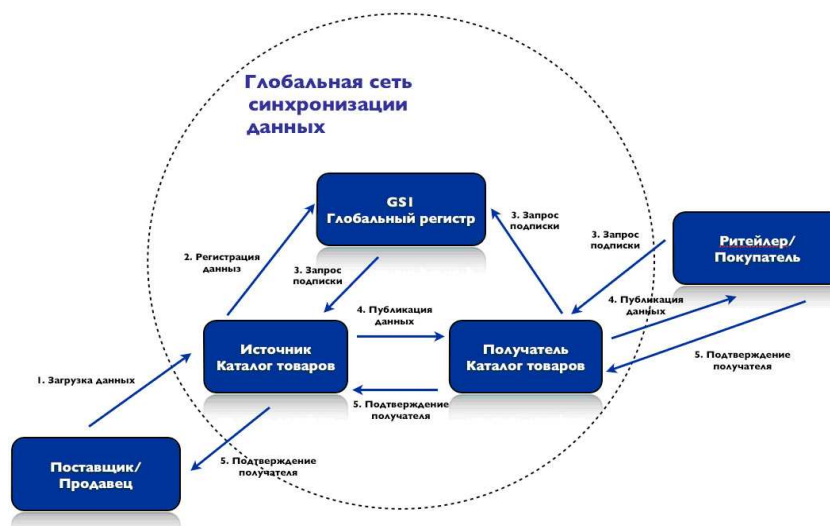 Глобальная сеть
синхронизации
данных
GS1
Глобальный регистр
3. Запрос
подписки
3. Запрос
подписки
Ритейлер/
Покупатель
2. Регистрация
данныз
3. Запрос
подписки
4. Публикация
данных
4. Публикация
данных
Источник
Каталог товаров
Получатель
Каталог товаров
5. Подтверждение
получателя
1. Загрузка данных
5. Подтверждение
получателя
Поставщик/
Продавец
5. Подтверждение
получателя